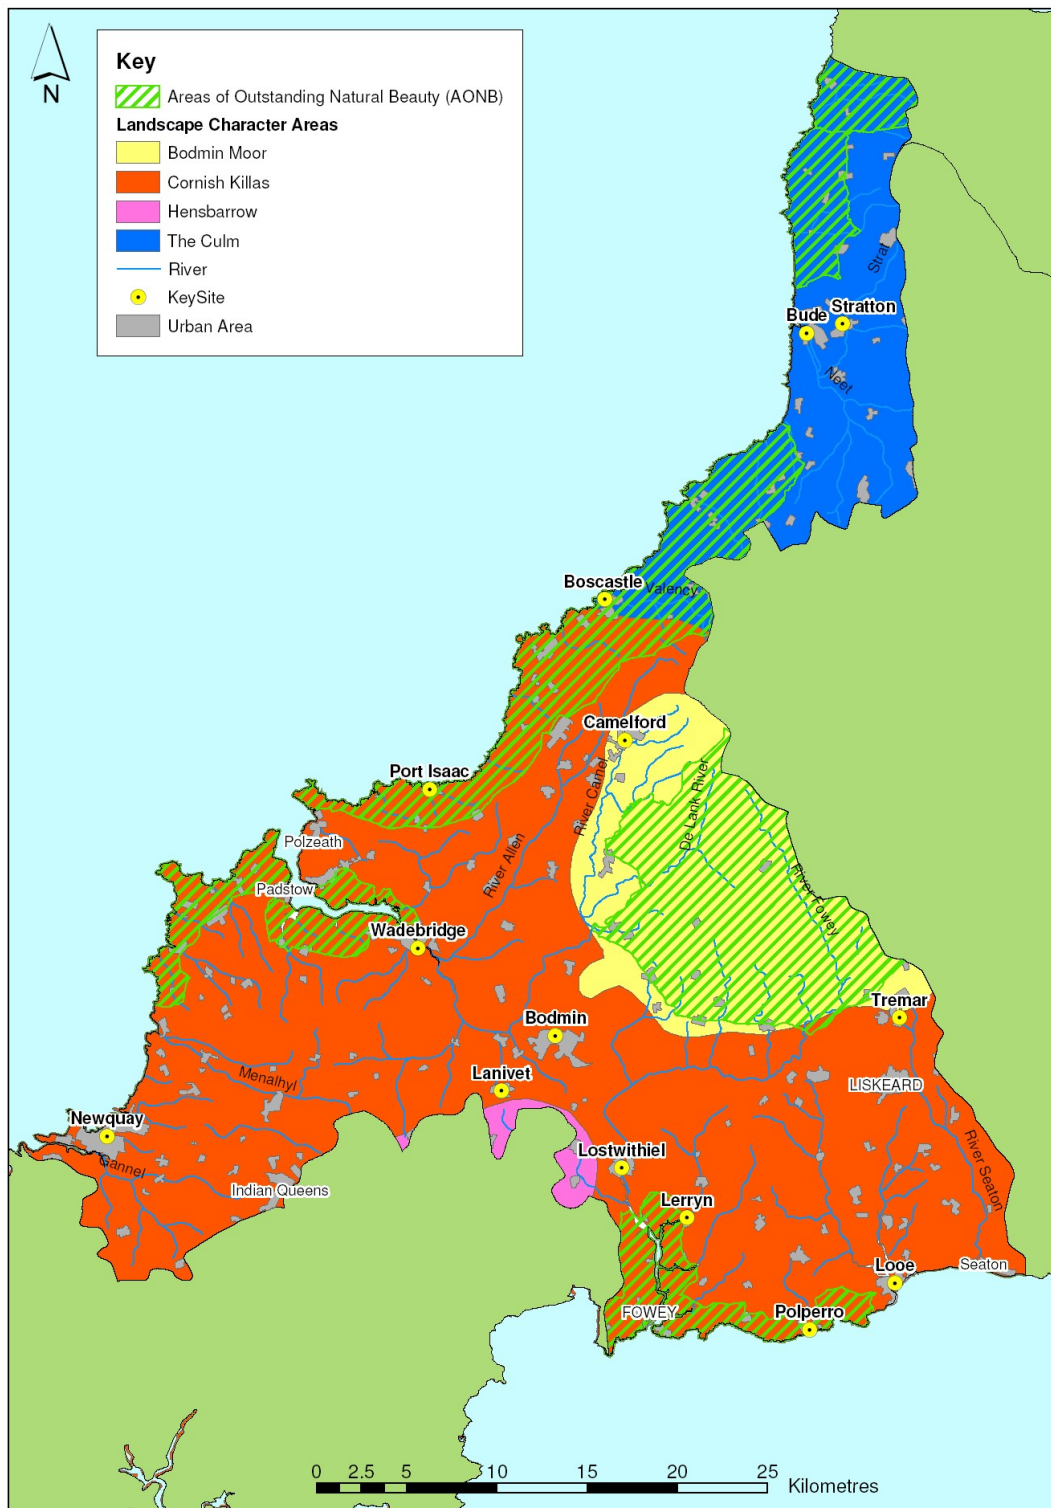 N
Key
Areas of Outstanding Natural Beauty (AONB)
Landscape Character Areas
Bodmin Moor
Cornish Killas
Hensbarrow
The Culm
River
KeySite
Urban Area
Strat
Bude
Stratton
Neet
Boscastle
Valency
Camelford
Port Isaac
River Camel
De Lank River
Polzeath
River Allen
River Fowey
Padstow
Wadebridge
Tremar
Bodmin
Lanivet
Menalhyl
LISKEARD
Newquay
Gannel
Lostwithiel
River Seaton
Indian Queens
Lerryn
Looe
Seaton
FOWEY
Polperro
0 2.5 5 10 15 20 25
Kilometres